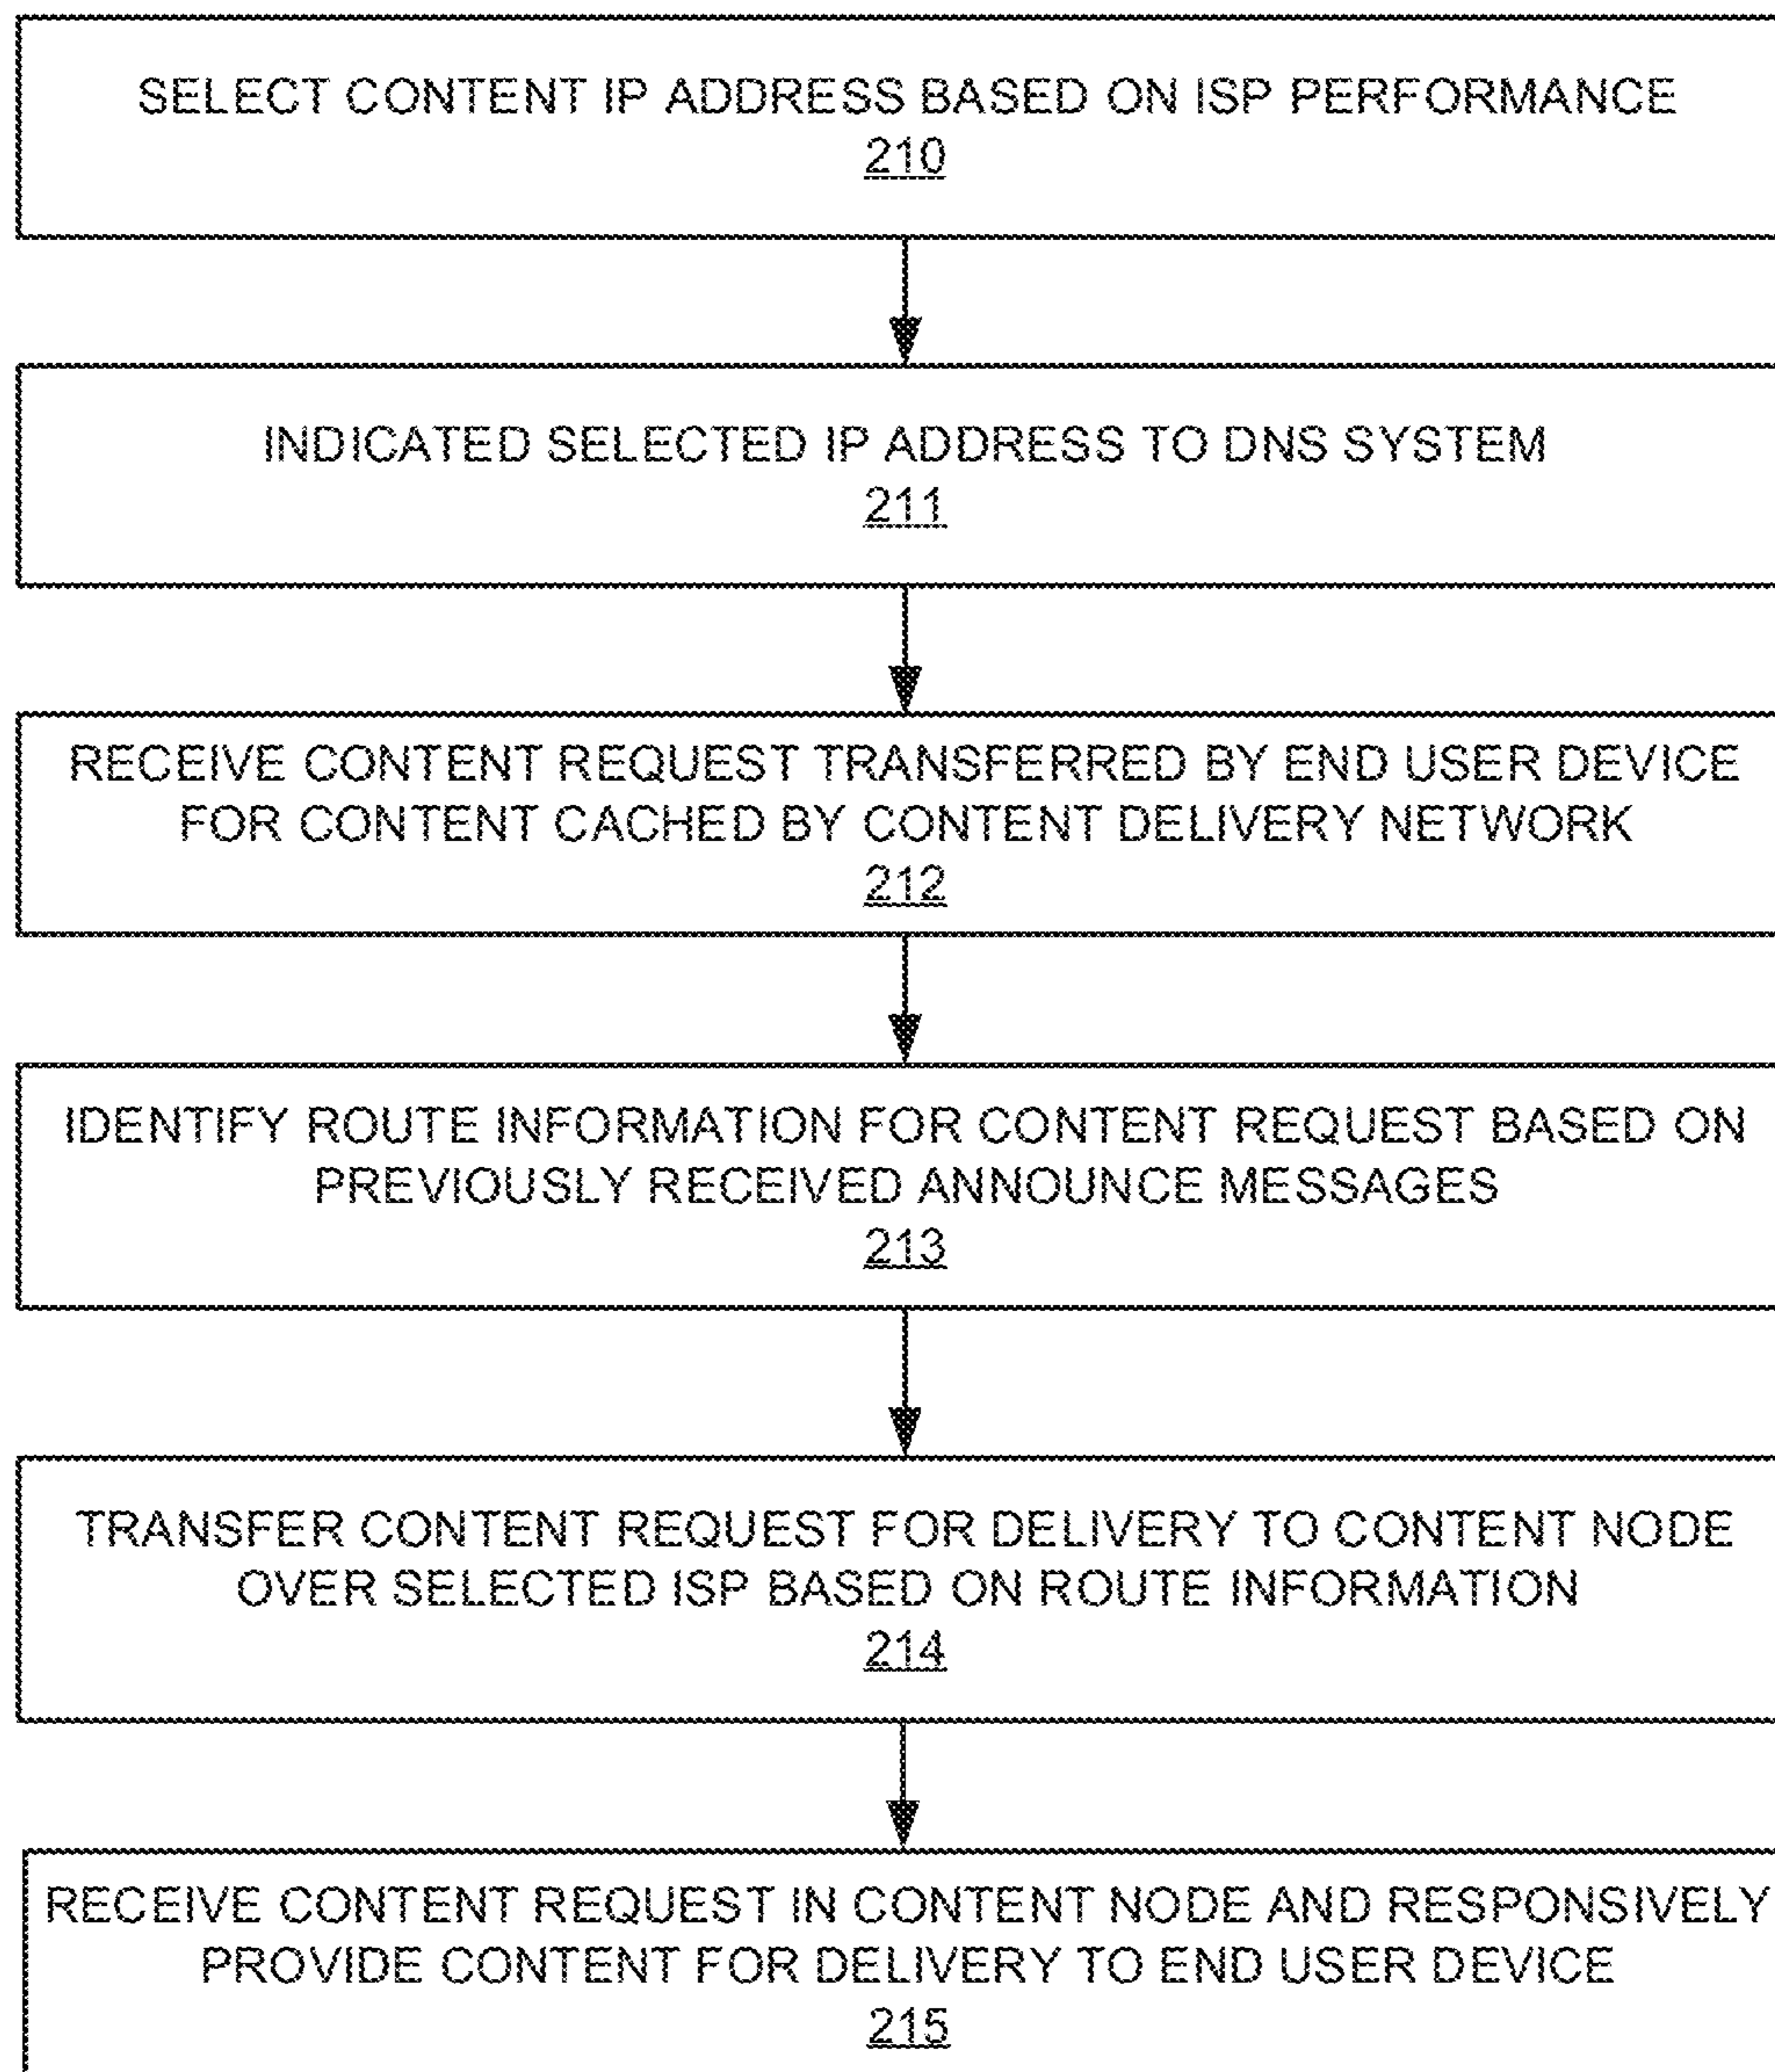 SELECT CONTENT IP ADDRESS BASED ON ISP PERFORMANCE
210
INDICATED SELECTED IP ADDRESS TO DNS SYSTEM
211
RECEIVE CONTENT REQUEST TRANSFERRED BY END USER DEVICE
FOR CONTENT CACHED BY CONTENT DELIVERY NETWORK
212
IDENTIFY ROUTE INFORMATION FOR CONTENT REQUEST BASED ON
PREVIOUSLY RECEIVED ANNOUNCE MESSAGES
213
TRANSFER CONTENT REQUEST FOR DELIVERY TO CONTENT NODE
OVER SELECTED ISP BASED ON ROUTE INFORMATION
214
RECEIVE CONTENT REQUEST IN CONTENT NODE AND RESPONSIVELY
PROVIDE CONTENT FOR DELIVERY TO END USER DEVICE
215